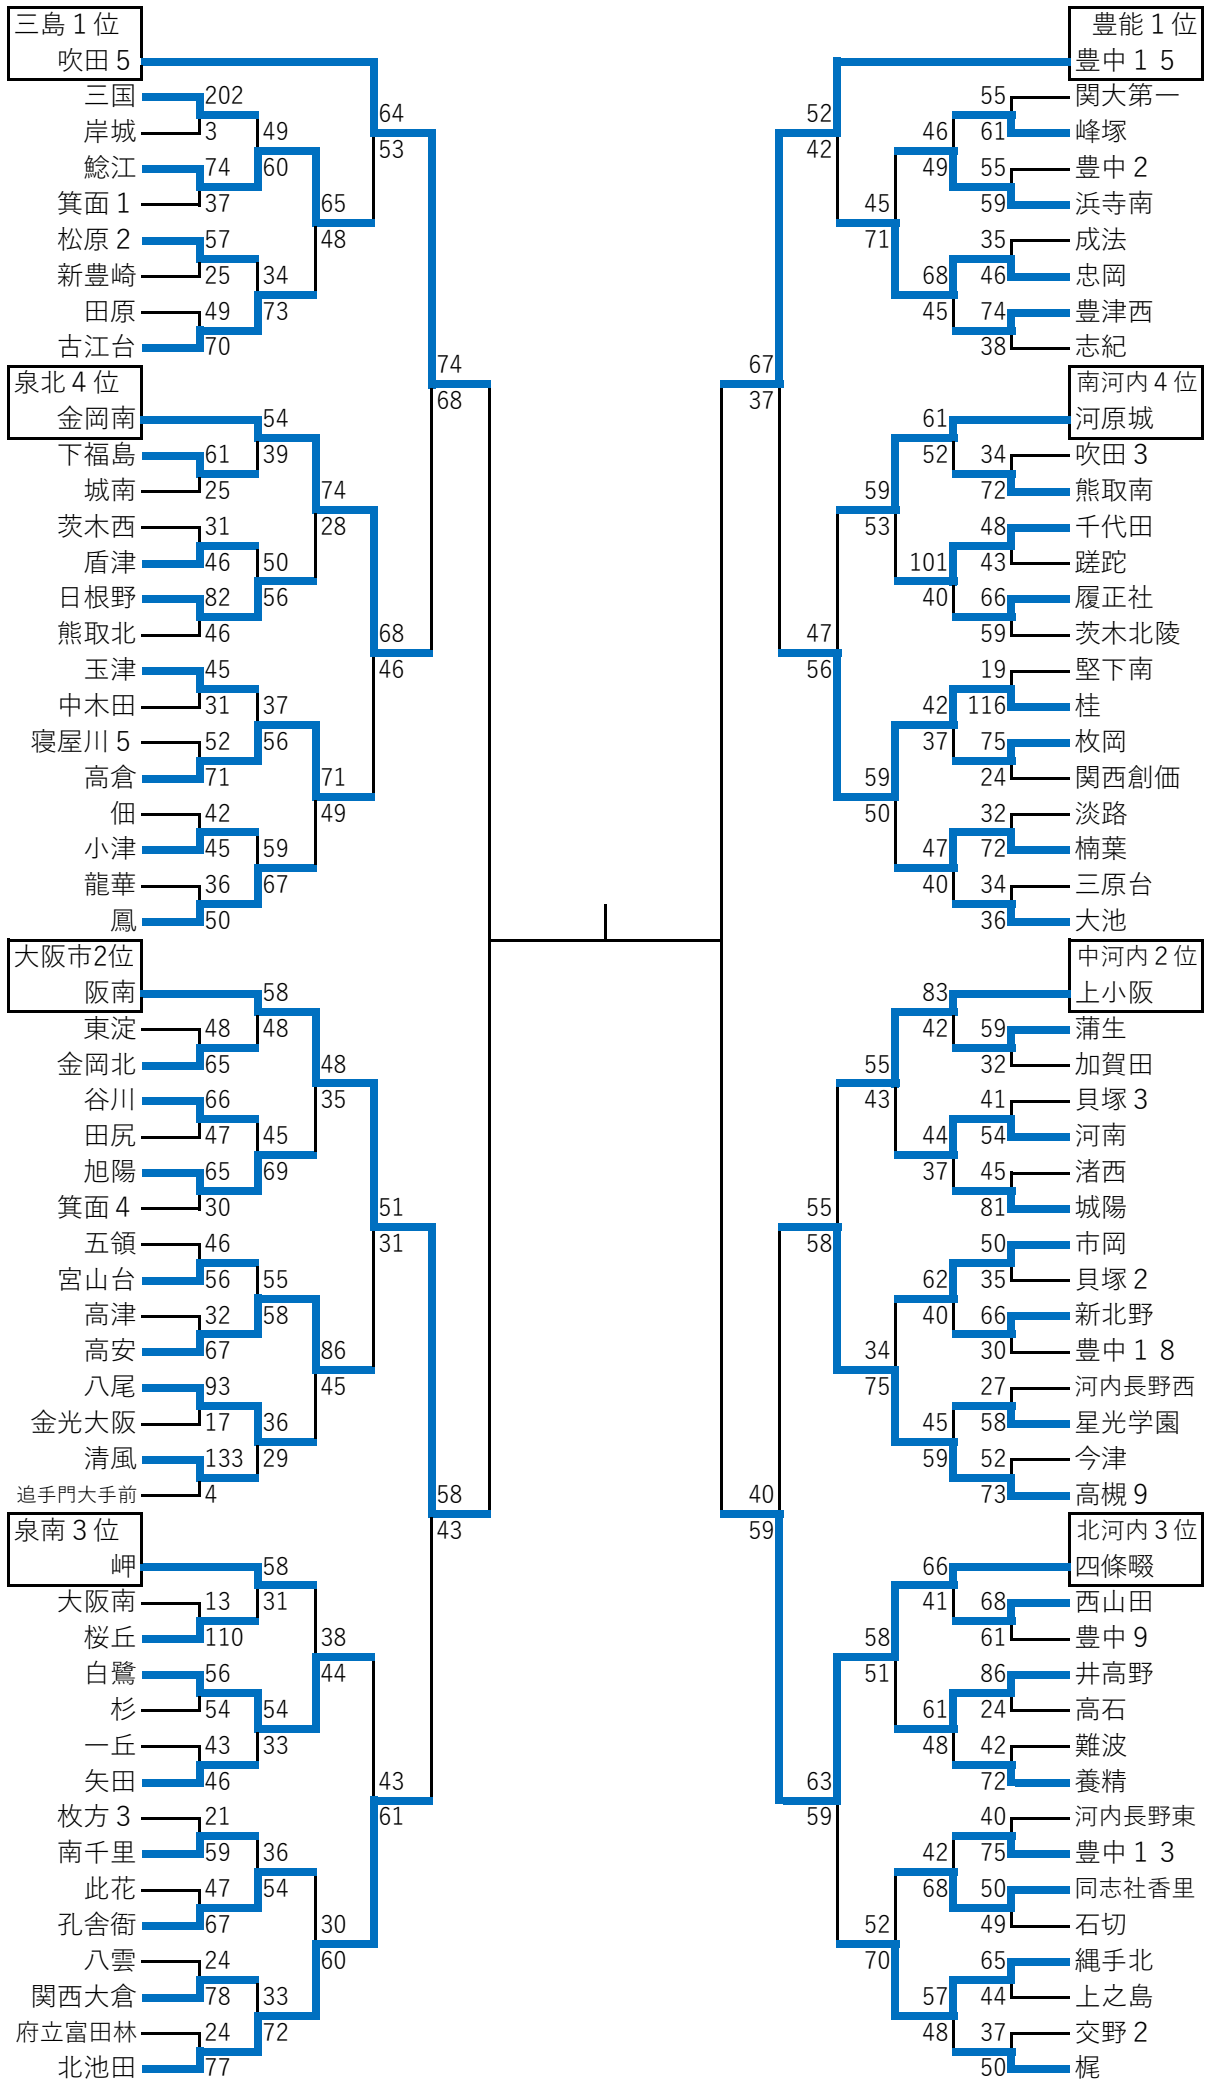 三島１位
吹田５
三国
岸城
鯰江
箕面１
松原２
新豊崎
田原
古江台
泉北４位
金岡南
下福島
城南
茨木西
盾津
日根野
熊取北
玉津
中木田
寝屋川５
高倉
佃
小津
龍華
鳳
大阪市2位
阪南
東淀
金岡北
谷川
田尻
旭陽
箕面４
五領
宮山台
高津
高安
八尾
金光大阪
清風
追手門大手前
泉南３位
岬
大阪南
桜丘
白鷺
杉
一丘
矢田
枚方３
南千里
此花
孔舎衙
八雲
関西大倉
府立富田林
北池田
202
3
74
37
57
25
49
70
61
25
31
46
82
46
45
31
52
71
42
45
36
50
48
65
66
47
65
30
46
56
32
67
93
17
133
4
13
110
56
54
43
46
21
59
47
67
24
78
24
77
49
60
34
73
54
39
50
56
37
56
59
67
58
48
45
69
55
58
36
29
58
31
54
33
36
54
33
72
65
48
74
28
71
49
48
35
86
45
38
44
30
60
64
53
68
46
51
31
43
61
74
68
58
43
67
37
40
59
52
42
47
56
55
58
63
59
45
71
59
53
59
50
55
43
34
75
58
51
52
70
46
49
68
45
61
52
101
40
42
37
47
40
83
42
44
37
62
40
45
59
66
41
61
48
42
68
57
48
55
61
55
59
35
46
74
38
34
72
48
43
66
59
19
116
75
24
32
72
34
36
59
32
41
54
45
81
50
35
66
30
27
58
52
73
68
61
86
24
42
72
40
75
50
49
65
44
37
50
豊能１位
豊中１５
関大第一
峰塚
豊中２
浜寺南
成法
忠岡
豊津西
志紀
南河内４位
河原城
吹田３
熊取南
千代田
蹉跎
履正社
茨木北陵
堅下南
桂
枚岡
関西創価
淡路
楠葉
三原台
大池
中河内２位
上小阪
蒲生
加賀田
貝塚３
河南
渚西
城陽
市岡
貝塚２
新北野
豊中１８
河内長野西
星光学園
今津
高槻９
北河内３位
四條畷
西山田
豊中９
井高野
高石
難波
養精
河内長野東
豊中１３
同志社香里
石切
縄手北
上之島
交野２
梶